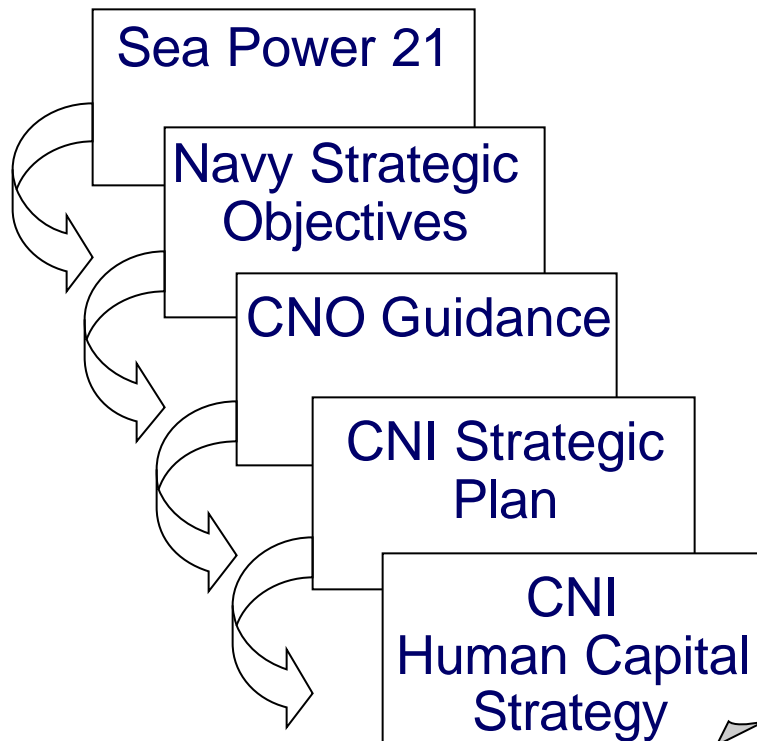 Sea Power 21
Navy Strategic
Objectives
CNO Guidance
CNI Strategic
Plan
CNI
Human Capital
Strategy